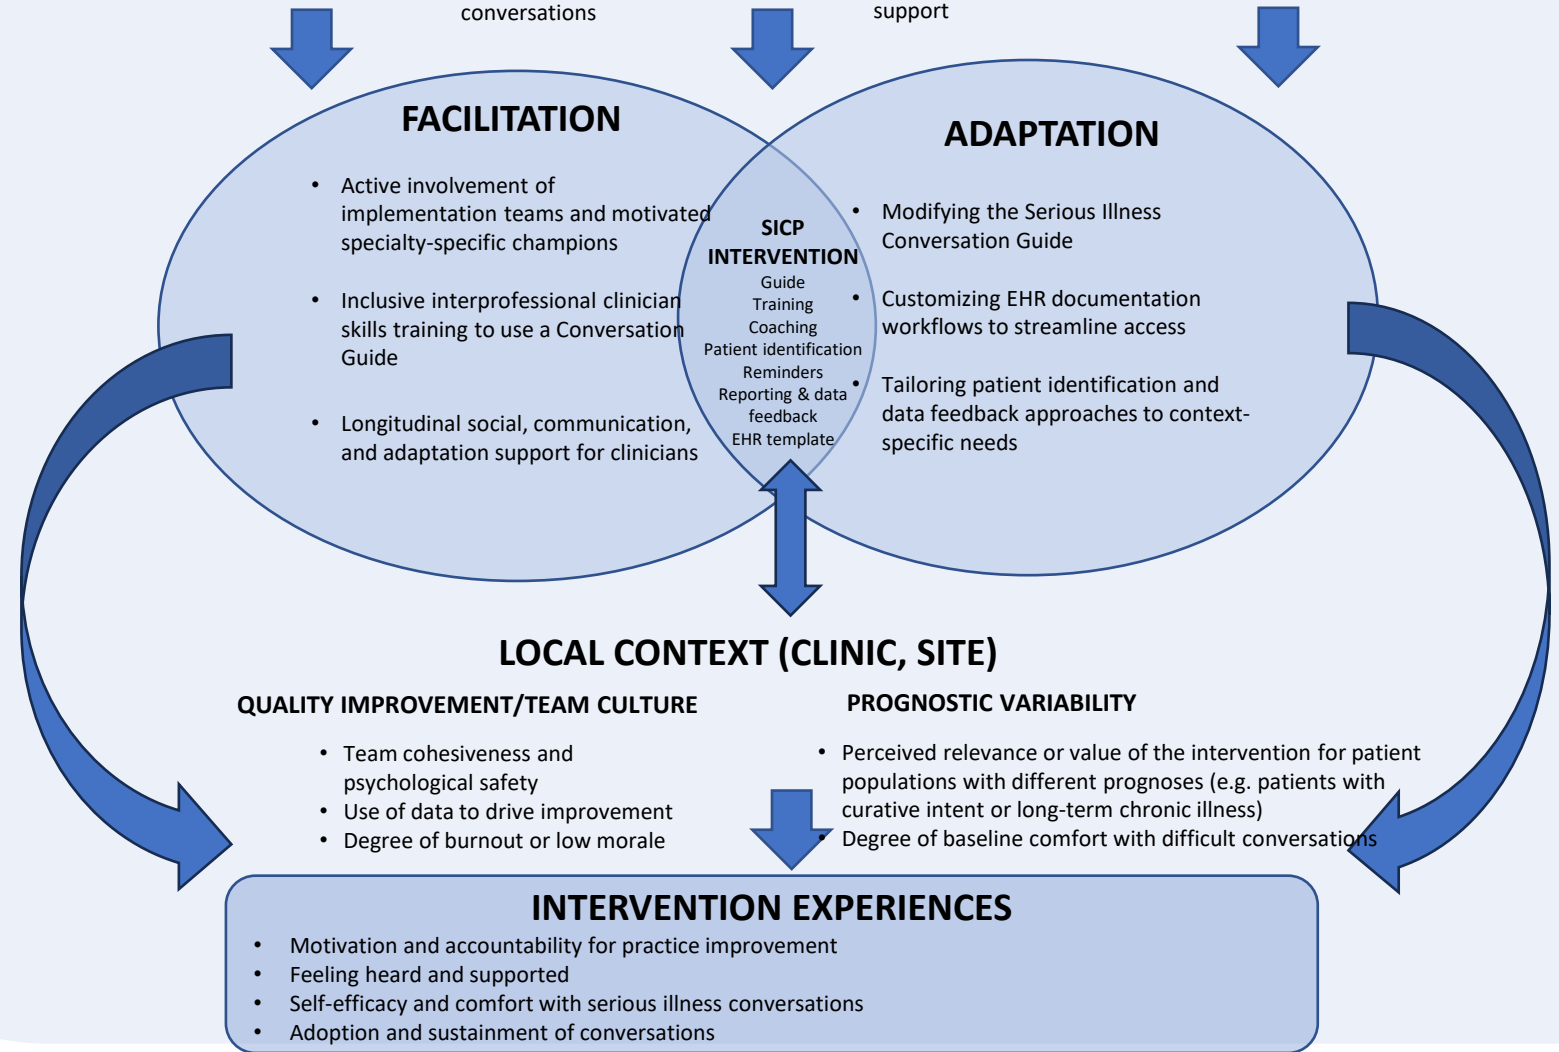 conversations
support
FACILITATION
• Active involvement of
implementation teams and motivated
specialty-specific champions
• Inclusive interprofessional clinician
skills training to use a Conversation
Guide
• Longitudinal social, communication,
and adaptation support for clinicians
SICP
INTERVENTION
Guide
Training
Coaching
Patient identification
Reminders
Reporting & data
feedback
EHR template
ADAPTATION
• Modifying the Serious Illness
Conversation Guide
• Customizing EHR documentation
workflows to streamline access
• Tailoring patient identification and
data feedback approaches to context-
specific needs
LOCAL CONTEXT (CLINIC, SITE)
QUALITY IMPROVEMENT/TEAM CULTURE
• Team cohesiveness and
psychological safety
• Use of data to drive improvement
• Degree of burnout or low morale
PROGNOSTIC VARIABILITY
• Perceived relevance or value of the intervention for patient
populations with different prognoses (e.g. patients with
curative intent or long-term chronic illness)
• Degree of baseline comfort with difficult conversations
INTERVENTION EXPERIENCES
• Motivation and accountability for practice improvement
• Feeling heard and supported
• Self-efficacy and comfort with serious illness conversations
• Adoption and sustainment of conversations